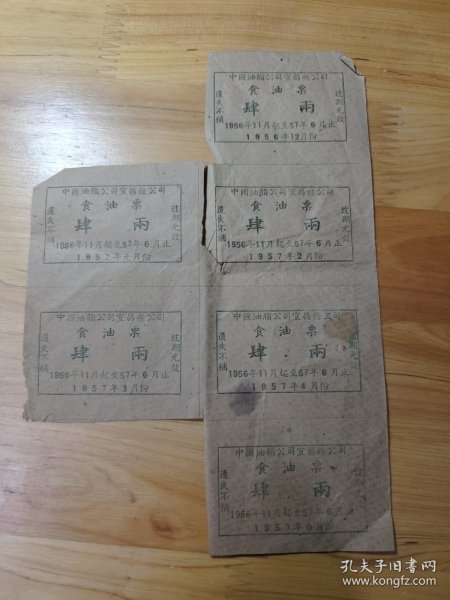 中國油脂公司宜昌縣公司
食油票
肆兩
1956年11月起至57年6月止
1956年12月份
遺失不補
过期无效
中國油脂公司宜昌縣公司
食油票
肆兩
1956年11月起至57年6月止
1957年元月份
遺失不補
过期无效
中國油脂公司宜昌縣公司
食油票
肆兩
1956年11月起至57年6月止
1957年2月份
遺失不補
过期无效
中國油脂公司宜昌縣公司
食油票
肆兩
1956年11月起至57年6月止
1957年3月份
遺失不補
过期无效
中國油脂公司宜昌縣公司
食油票
肆兩
1956年11月起至57年6月止
1957年4月份
遺失不補
过期无效
中國油脂公司宜昌縣公司
食油票
肆兩
1956年11月起至57年6月止
1957年6月份
遺失不補
过期
孔夫子旧书网
www.kongfz.com